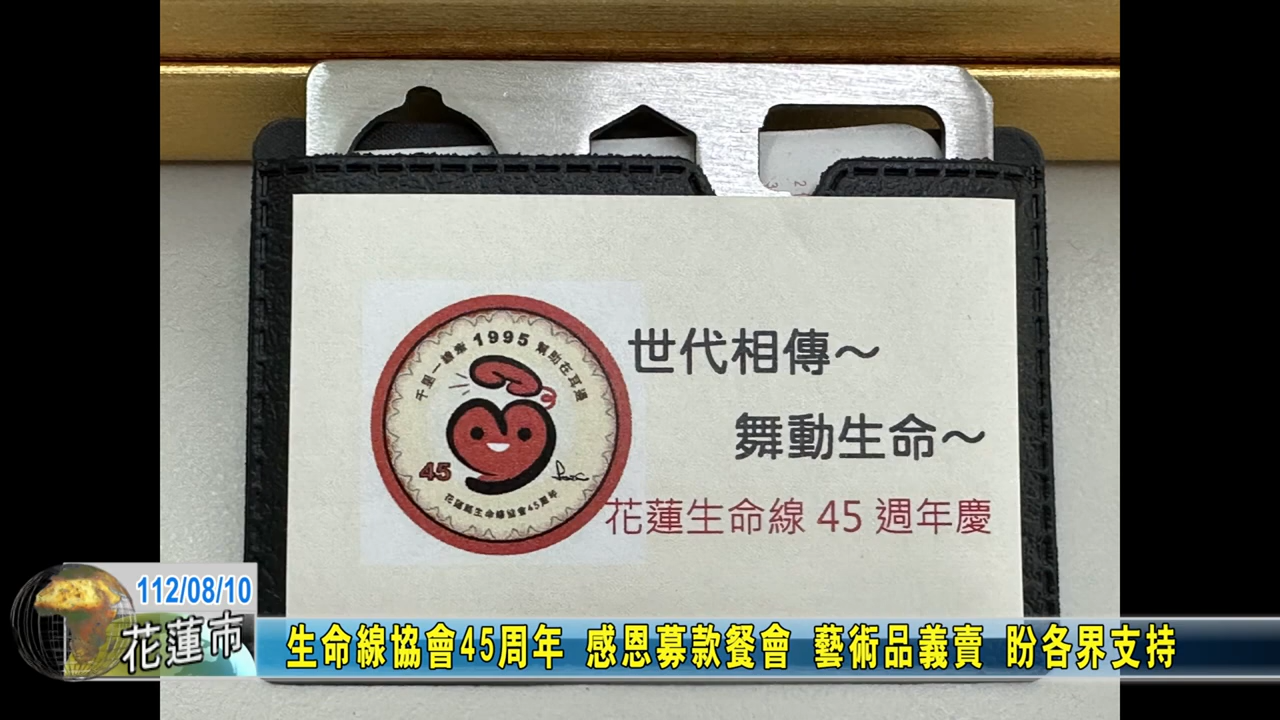 千里一線牽 1995 幫助在耳邊
45
花蓮縣生命線協會45週年
世代相傳～
舞動生命～
花蓮生命線 45 週年慶
112/08/10
花蓮市
生命線協會45周年 感恩募款餐會 藝術品義賣 盼各界支持